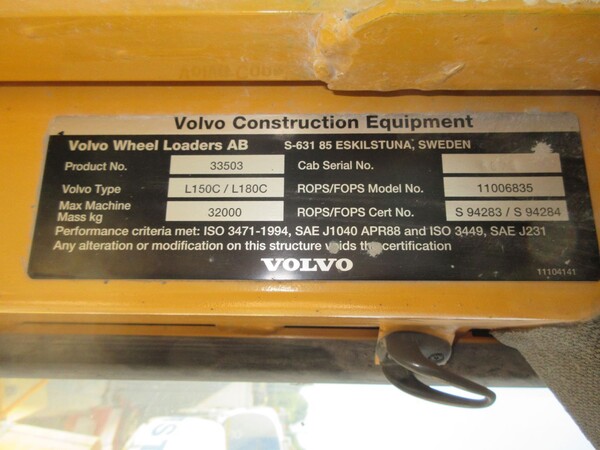 Volvo Construction Equipment
Volvo Wheel Loaders AB S-631 85 ESKILSTUNA, SWEDEN
Product No. 33503 Cab Serial No.
Volvo Type L150C / L180C ROPS/FOPS Model No. 11006835
Max Machine
Mass kg 32000 ROPS/FOPS Cert No. S 94283 / S 94284
Performance criteria met: ISO 3471-1994, SAE J1040 APR88 and ISO 3449, SAE J231
Any alteration or modification on this structure voids the certification
VOLVO
11104141